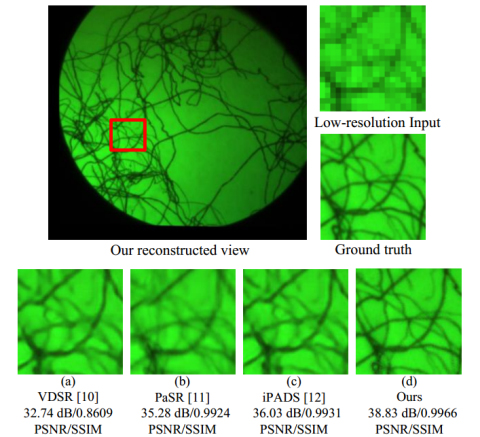 Low-resolution Input
Our reconstructed view
Ground truth
(a)
VDSR [10]
32.74 dB/0.8609
PSNR/SSIM
(b)
PaSR [11]
35.28 dB/0.9924
PSNR/SSIM
(c)
iPADS [12]
36.03 dB/0.9931
PSNR/SSIM
(d)
Ours
38.83 dB/0.9966
PSNR/SSIM